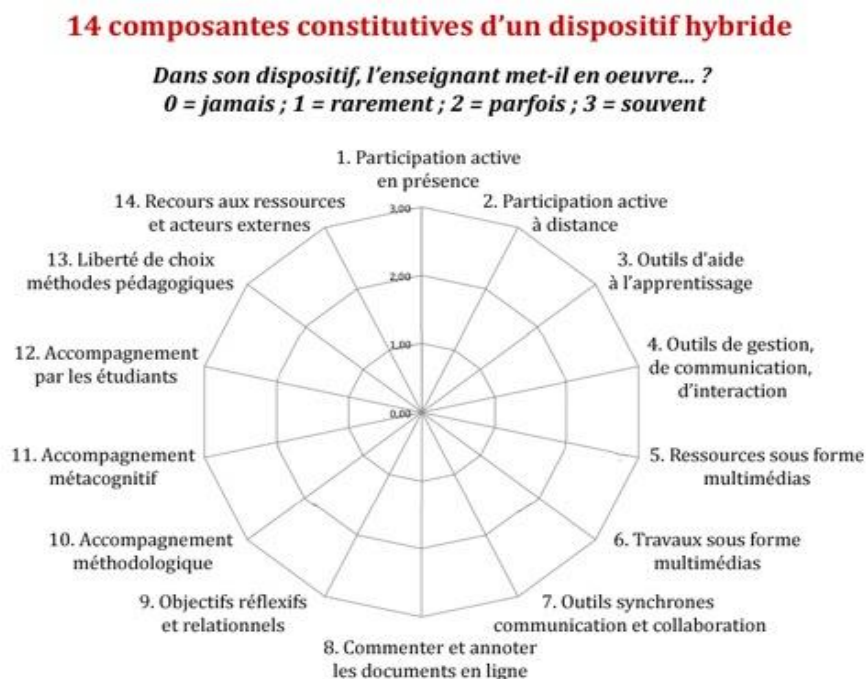 14 composantes constitutives d'un dispositif hybride
Dans son dispositif, l'enseignant met-il en oeuvre... ?
0 = jamais ; 1 = rarement ; 2 = parfois ; 3 = souvent
1. Participation active
en présence
2. Participation active
à distance
3. Outils d'aide
à l'apprentissage
4. Outils de gestion,
de communication,
d'interaction
5. Ressources sous forme
multimédias
6. Travaux sous forme
multimédias
7. Outils synchrones
communication et collaboration
8. Commenter et annoter
les documents en ligne
9. Objectifs réflexifs
et relationnels
10. Accompagnement
méthodologique
11. Accompagnement
métacognitif
12. Accompagnement
par les étudiants
13. Liberté de choix
méthodes pédagogiques
14. Recours aux ressources
et acteurs externes
3,00
2,00
1,00
0,00